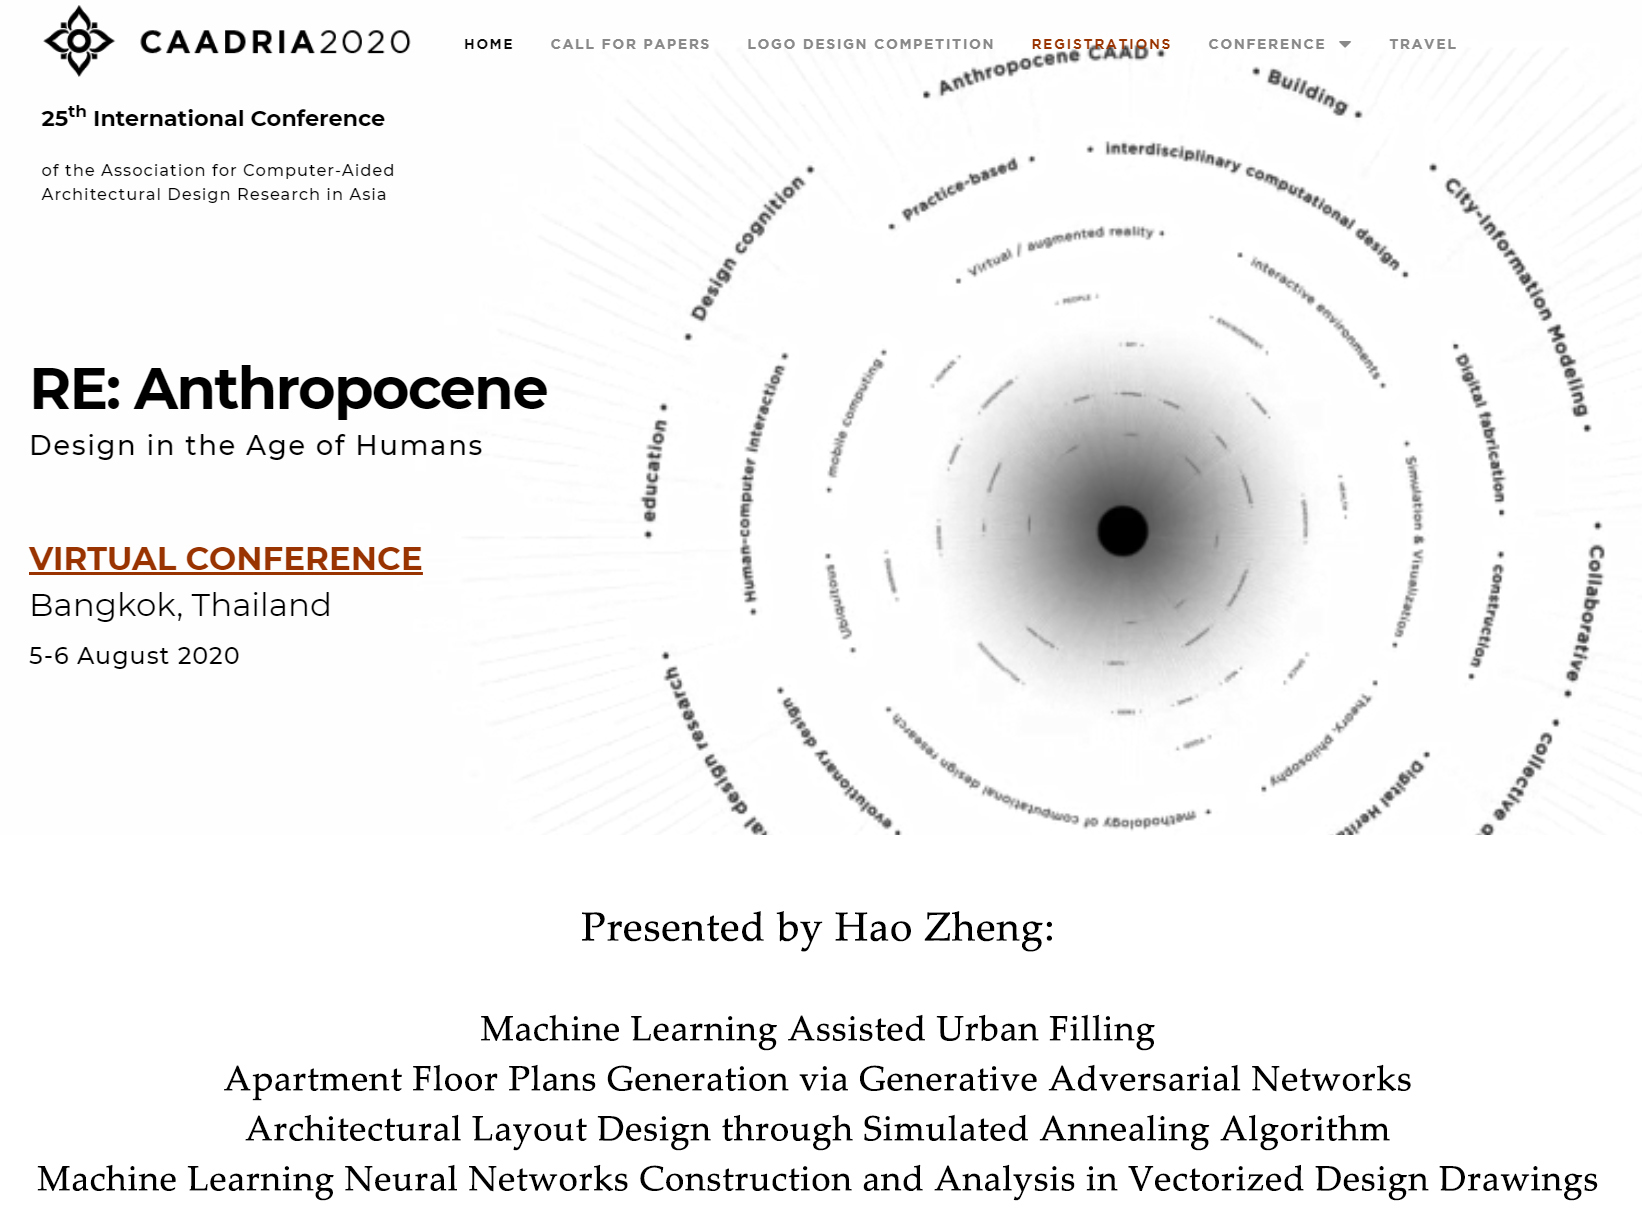 CAADRIA2020
HOME
CALL FOR PAPERS
LOGO DESIGN COMPETITION
REGISTRATIONS
CONFERENCE
TRAVEL
25th International Conference
of the Association for Computer-Aided
Architectural Design Research in Asia
RE: Anthropocene
Design in the Age of Humans
VIRTUAL CONFERENCE
Bangkok, Thailand
5-6 August 2020
• Anthropocene CAAD •
• Building •
• City-Information Modeling •
• Collaborative •
• collective
• Design cognition •
• education •
• design research
• Practice-based •
• interdisciplinary computational design •
• Digital fabrication •
• construction •
• Digital
• Human-computer interaction •
• evolutionary design •
• Virtual / augmented reality •
• interactive environments •
• Simulation & Visualization •
• Theory, philosophy •
• methodology of computational design research •
• Ubiquitous •
• mobile computing •
• PEOPLE •
• ENVIRONMENT •
Presented by Hao Zheng:
Machine Learning Assisted Urban Filling
Apartment Floor Plans Generation via Generative Adversarial Networks
Architectural Layout Design through Simulated Annealing Algorithm
Machine Learning Neural Networks Construction and Analysis in Vectorized Design Drawings